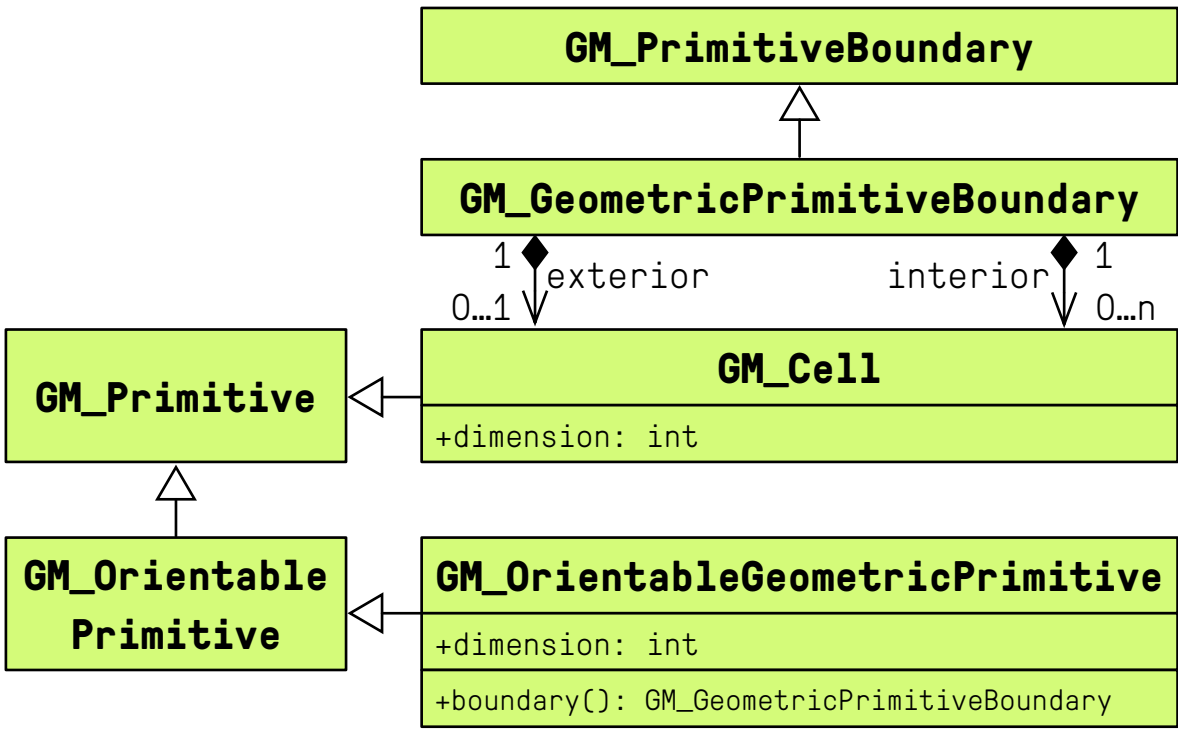 GM_PrimitiveBoundary
GM_GeometricPrimitiveBoundary
1 exterior interior 1
0…1 0…n
GM_Primitive
GM_Cell
+dimension: int
GM_Orientable
Primitive
GM_OrientableGeometricPrimitive
+dimension: int
+boundary(): GM_GeometricPrimitiveBoundary